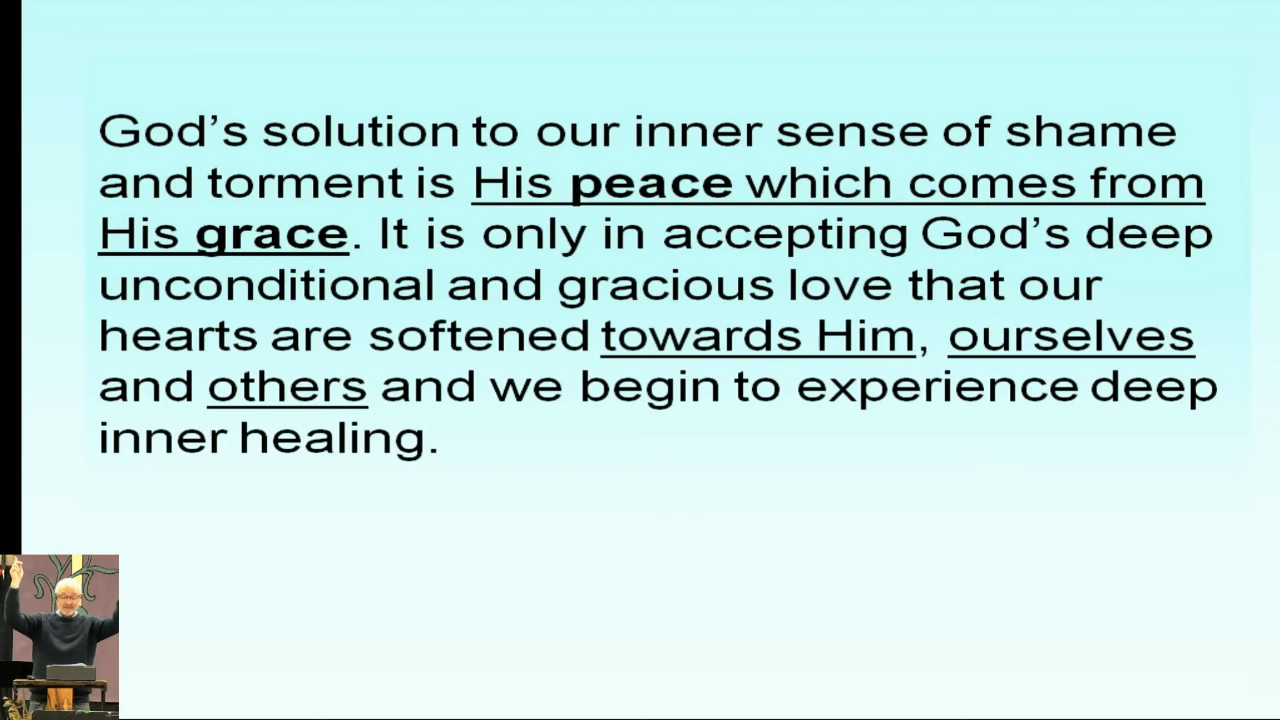 God's solution to our inner sense of shame
and torment is His peace which comes from
His grace. It is only in accepting God's deep
unconditional and gracious love that our
hearts are softened towards Him, ourselves
and others and we begin to experience deep
inner healing.